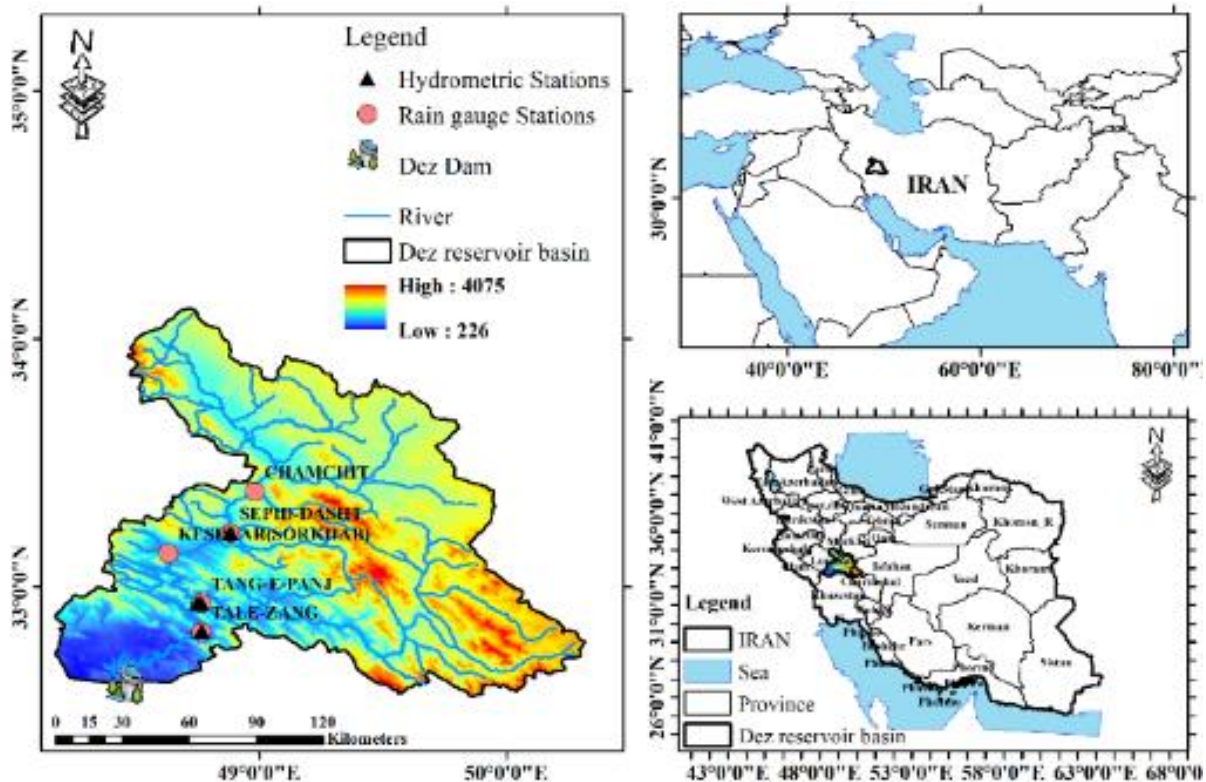 N
Legend
Hydrometric Stations
Rain gauge Stations
Dez Dam
River
Dez reservoir basin
High : 4075
Low : 226
35°0'0"N
34°0'0"N
33°0'0"N
CHAMCHIT
SEPID-DASHT
KESHVAR(SORKHAB)
TANG-E-PANJ
TALE-ZANG
0 15 30 60 90 120
Kilometers
49°0'0"E 50°0'0"E
30°0'0"N
IRAN
40°0'0"E 60°0'0"E 80°0'0"E
41°0'0"N
36°0'0"N
31°0'0"N
26°0'0"N
N
Semnan
Khorasan_R
Esfahan
Yazd
Khuzestan
Kerman
Fars
Sistan
Legend
IRAN
Sea
Province
Dez reservoir basin
43°0'0"E 48°0'0"E 53°0'0"E 58°0'0"E 63°0'0"E 68°0'0"E